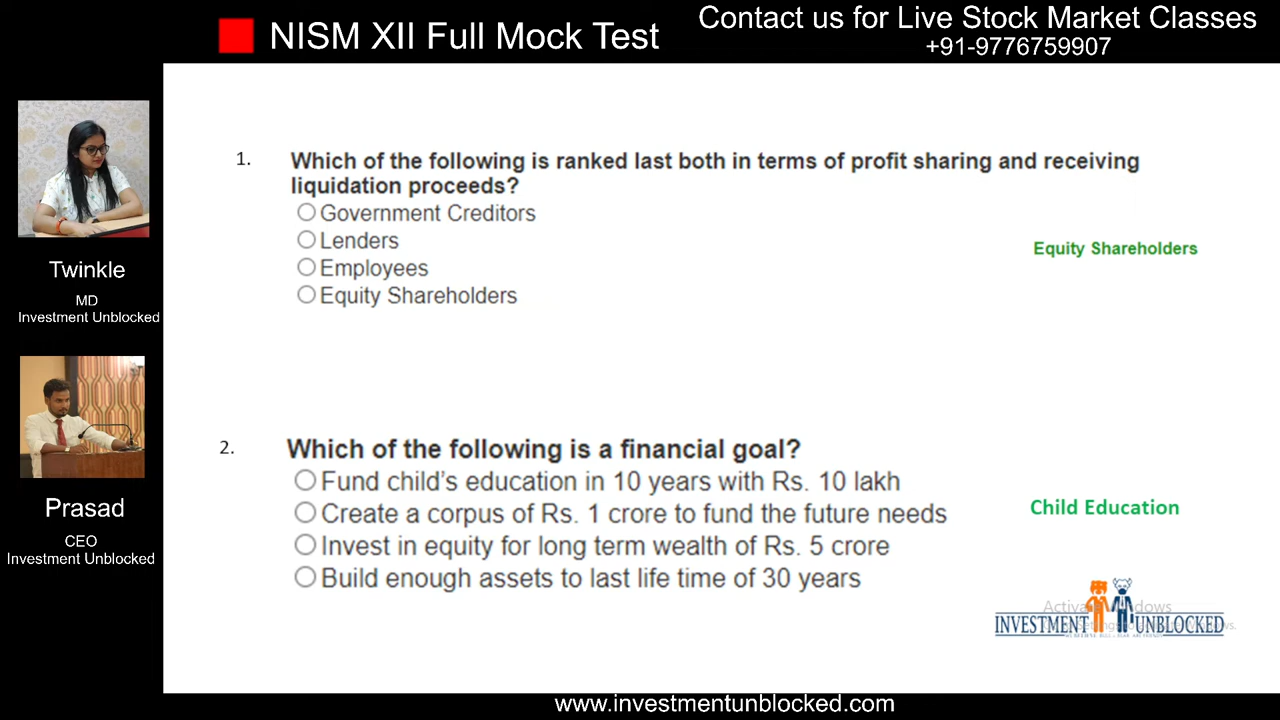 NISM XII Full Mock Test
Contact us for Live Stock Market Classes
+91-9776759907
Twinkle
MD
Investment Unblocked
Prasad
CEO
Investment Unblocked
1.
Which of the following is ranked last both in terms of profit sharing and receiving
liquidation proceeds?
Government Creditors
Lenders
Employees
Equity Shareholders
Equity Shareholders
2.
Which of the following is a financial goal?
Fund child's education in 10 years with Rs. 10 lakh
Create a corpus of Rs. 1 crore to fund the future needs
Invest in equity for long term wealth of Rs. 5 crore
Build enough assets to last life time of 30 years
Child Education
INVESTMENT UNBLOCKED
www.investmentunblocked.com